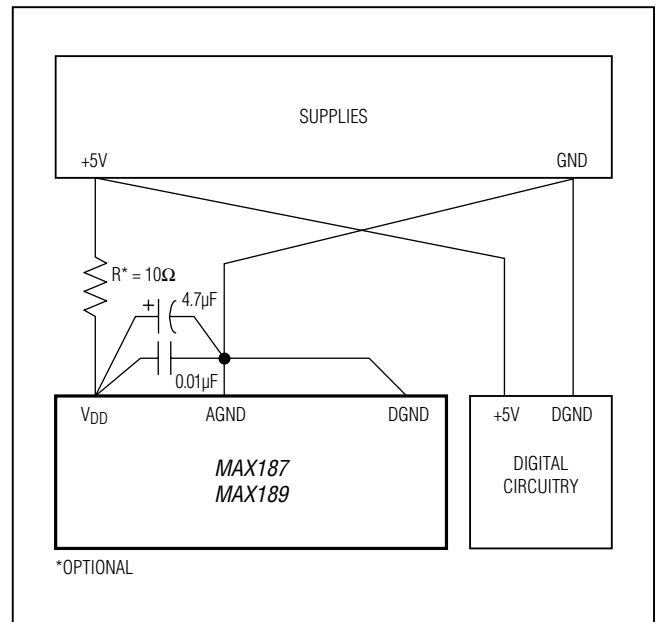 SUPPLIES
+5V GND
R* = 10Ω
+ 4.7µF
0.01µF
VDD AGND DGND
MAX187
MAX189
+5V DGND
DIGITAL
CIRCUITRY
*OPTIONAL